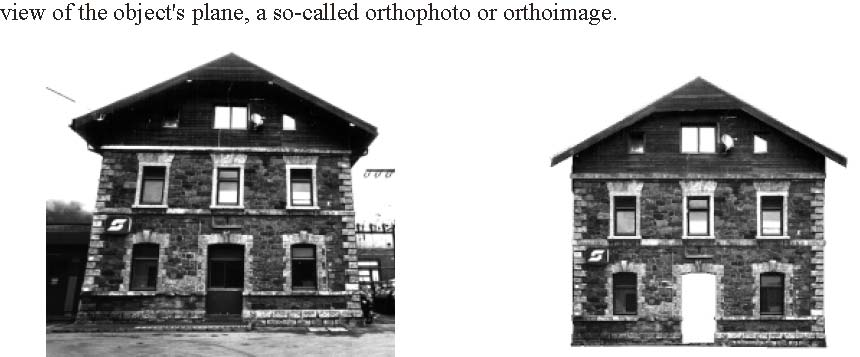 view of the object's plane, a so-called orthophoto or orthoimage.